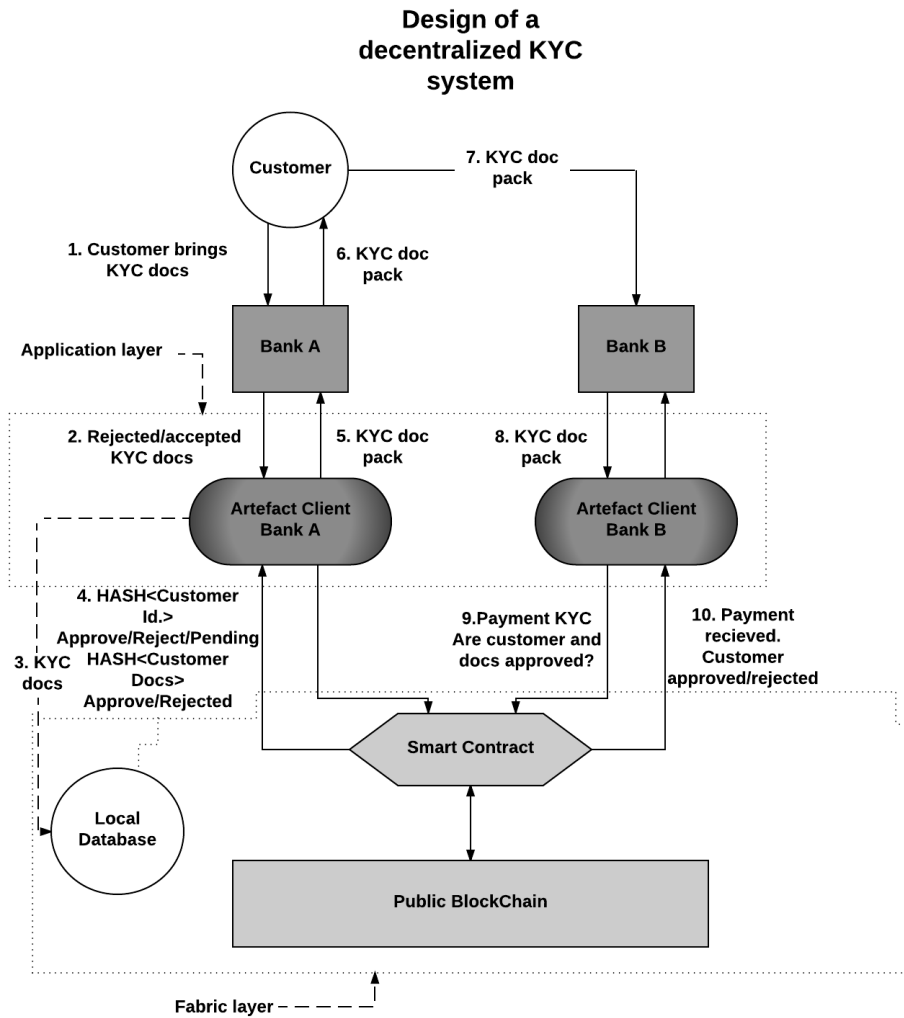 Design of a
decentralized KYC
system
Customer
7. KYC doc
pack
1. Customer brings
KYC docs
6. KYC doc
pack
Bank A
Bank B
Application layer
2. Rejected/accepted
KYC docs
5. KYC doc
pack
8. KYC doc
pack
Artefact Client
Bank A
Artefact Client
Bank B
4. HASH<Customer
Id.>
Approve/Reject/Pending
HASH<Customer
Docs>
Approve/Rejected
9.Payment KYC
Are customer and
docs approved?
10. Payment
recieved.
Customer
approved/rejected
3. KYC
docs
Smart Contract
Local
Database
Public BlockChain
Fabric layer